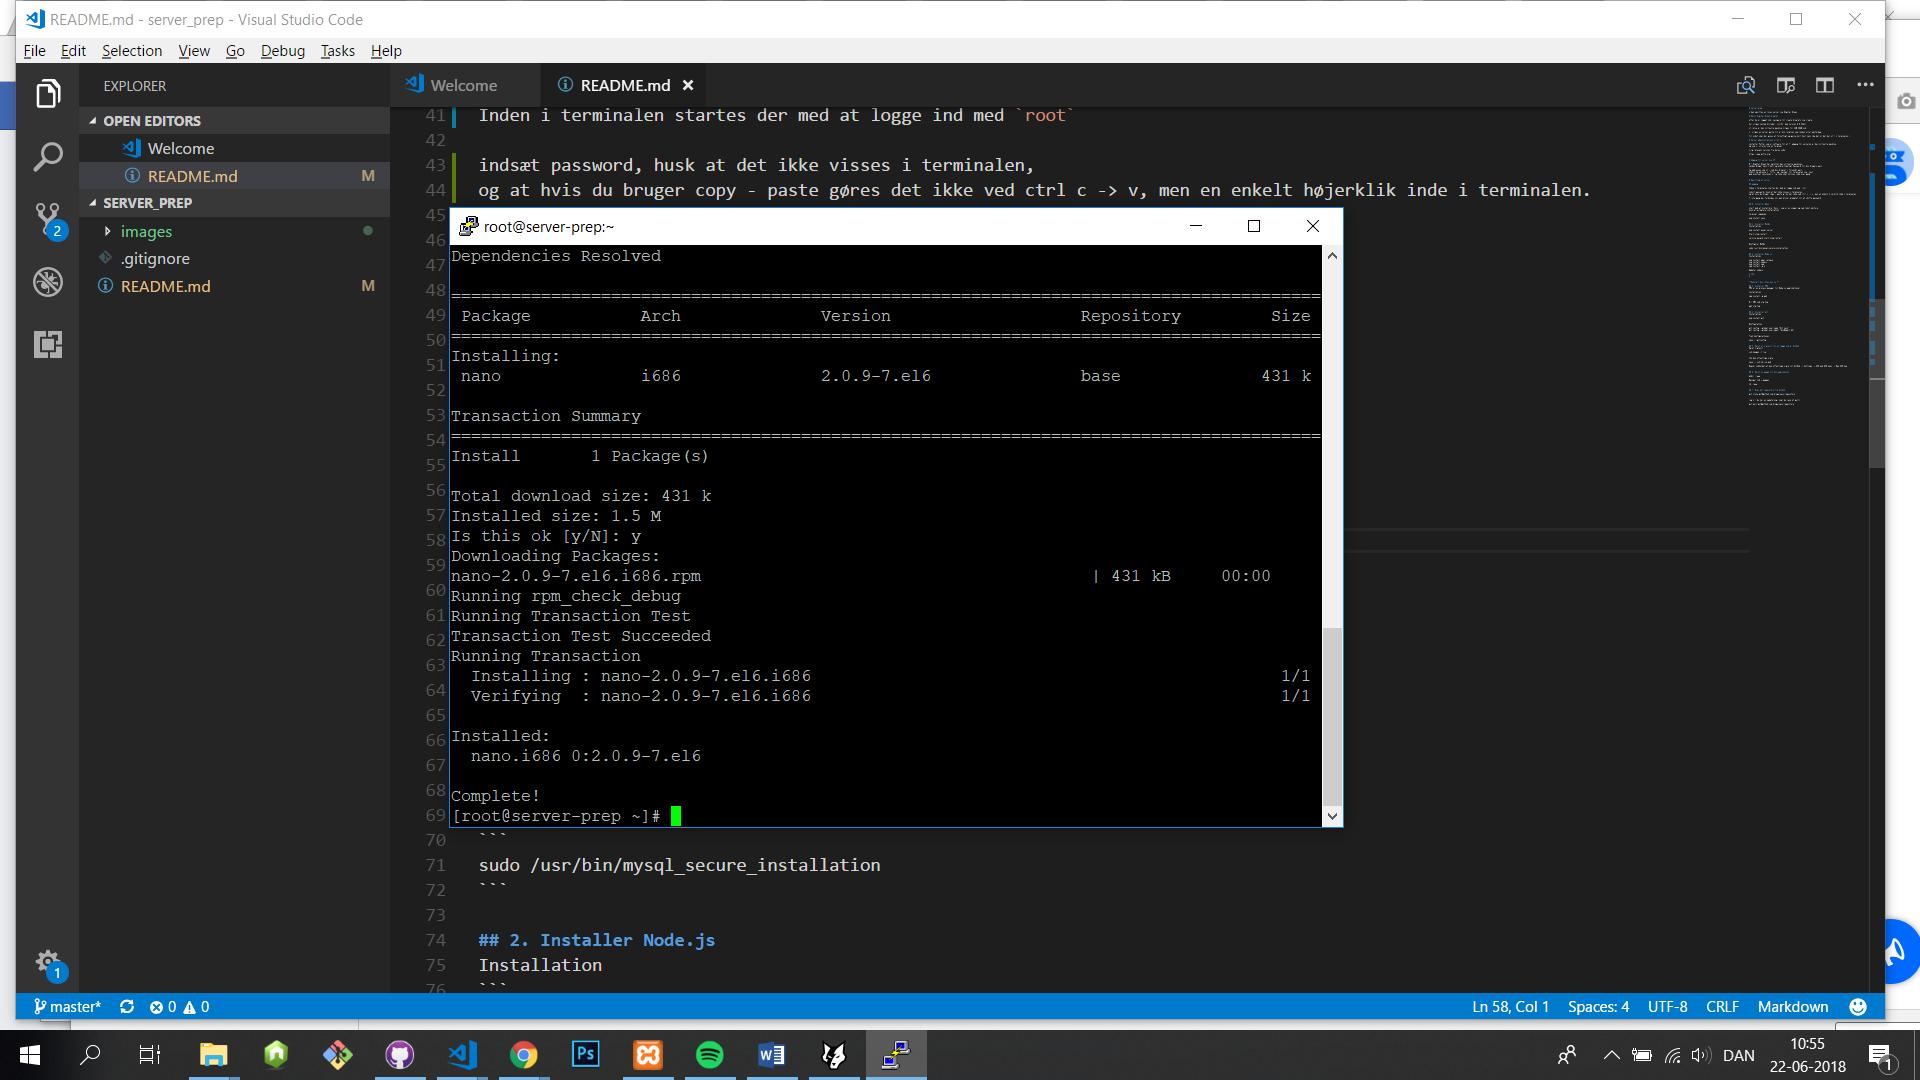 README.md - server_prep - Visual Studio Code
File Edit Selection View Go Debug Tasks Help
EXPLORER
OPEN EDITORS
Welcome
README.md M
SERVER_PREP
images
.gitignore
README.md M
2
1
Welcome
README.md
41 Inden i terminalen startes der med at logge ind med `root`
42
43 indsæt password, husk at det ikke visses i terminalen,
44 og at hvis du bruger copy - paste gøres det ikke ved ctrl c -> v, men en enkelt højerklik inde i terminalen.
45
46
47
48
49
50
51
52
53
54
55
56
57
58
59
60
61
62
63
64
65
66
67
68
69
70 ```
71 sudo /usr/bin/mysql_secure_installation
72 ```
73
74 ## 2. Installer Node.js
75 Installation
76 ```
root@server-prep:~
Dependencies Resolved
================================================================================
Package Arch Version Repository Size
================================================================================
Installing:
nano i686 2.0.9-7.el6 base 431 k
Transaction Summary
================================================================================
Install 1 Package(s)
Total download size: 431 k
Installed size: 1.5 M
Is this ok [y/N]: y
Downloading Packages:
nano-2.0.9-7.el6.i686.rpm | 431 kB 00:00
Running rpm_check_debug
Running Transaction Test
Transaction Test Succeeded
Running Transaction
Installing : nano-2.0.9-7.el6.i686 1/1
Verifying : nano-2.0.9-7.el6.i686 1/1
Installed:
nano.i686 0:2.0.9-7.el6
Complete!
[root@server-prep ~]#
master* 0 0 Ln 58, Col 1 Spaces: 4 UTF-8 CRLF Markdown
Ps
DAN
10:55
22-06-2018
1